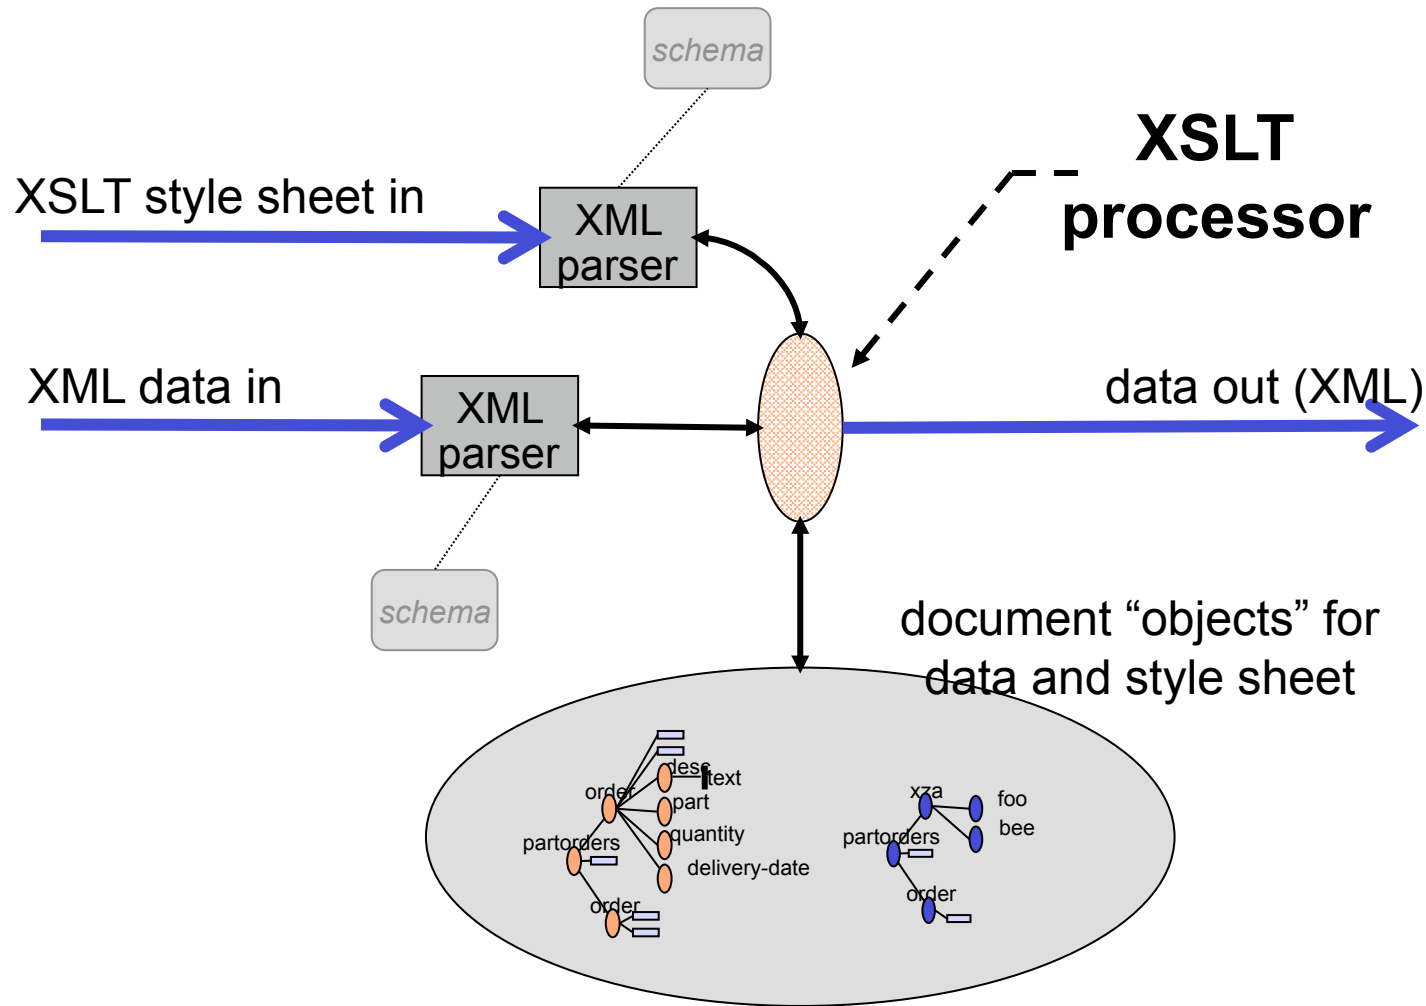 schema
XSLT
processor
XSLT style sheet in
XML
parser
XML data in
XML
parser
data out (XML)
schema
document “objects” for
data and style sheet
desc
text
order
part
quantity
partorders
delivery-date
order
xza
foo
bee
partorders
order